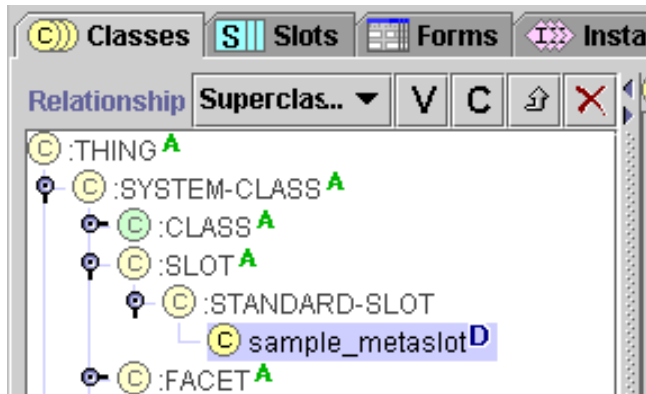 C Classes S Slots Forms I Insta
Relationship Superclas... V C
C :THING A
C :SYSTEM-CLASS A
C :CLASS A
C :SLOT A
C :STANDARD-SLOT
C sample_metaslot D
C :FACET A